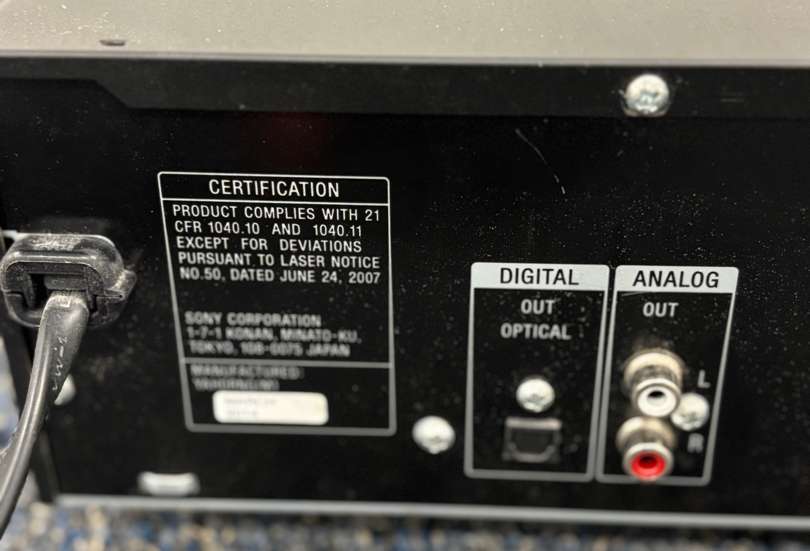 CERTIFICATION
PRODUCT COMPLIES WITH 21
CFR 1040.10 AND 1040.11
EXCEPT FOR DEVIATIONS
PURSUANT TO LASER NOTICE
NO.50, DATED JUNE 24, 2007
SONY CORPORATION
1-7-1 KONAN, MINATO-KU,
TOKYO, 108-0075 JAPAN
MANUFACTURED:
DIGITAL
OUT
OPTICAL
ANALOG
OUT
L
R